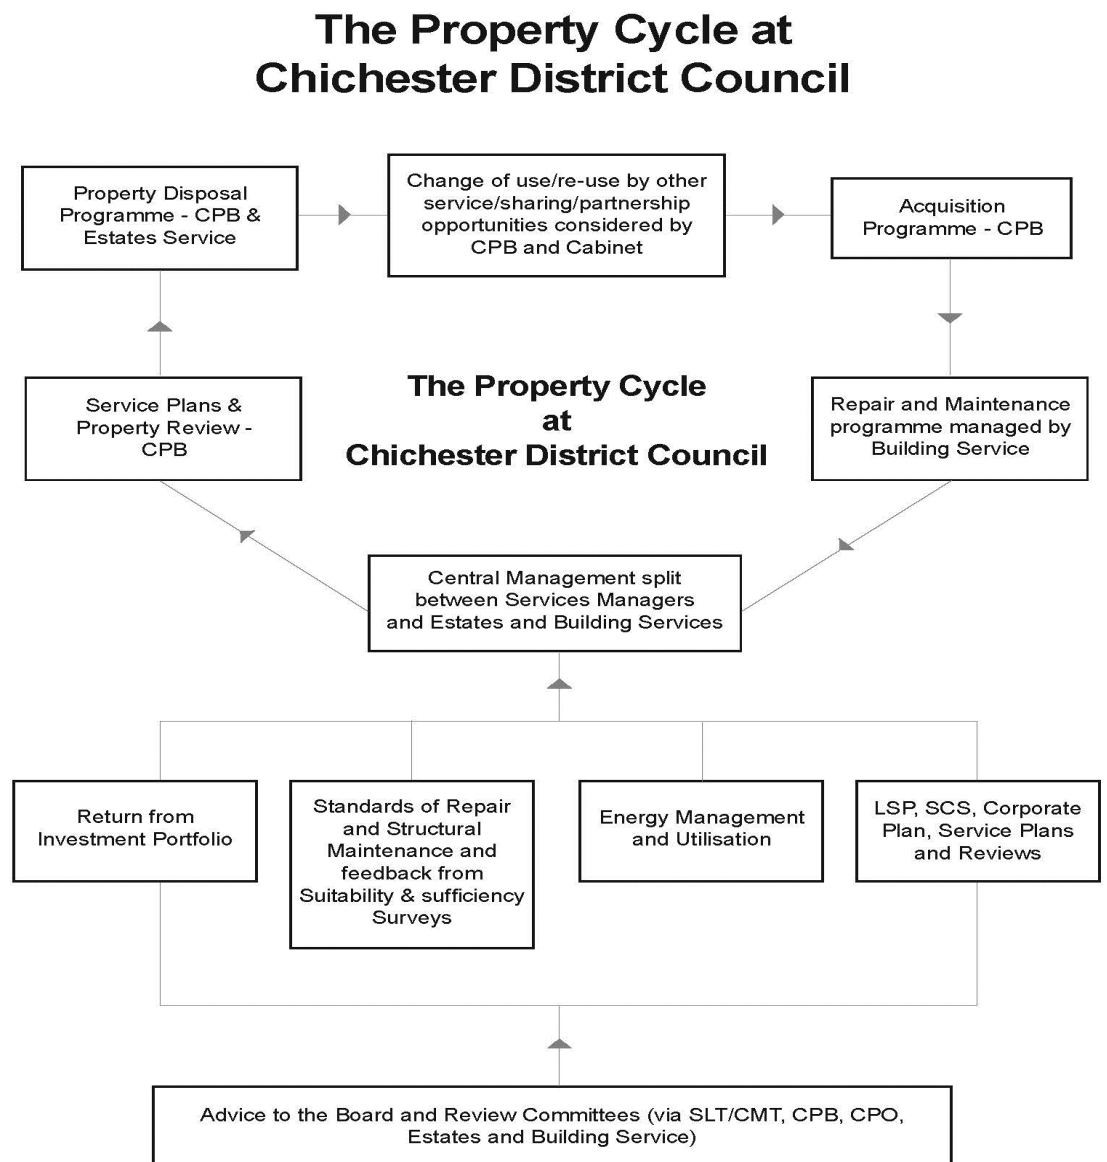 The Property Cycle at
Chichester District Council
Property Disposal
Programme - CPB &
Estates Service
Change of use/re-use by other
service/sharing/partnership
opportunities considered by
CPB and Cabinet
Acquisition
Programme - CPB
Service Plans &
Property Review -
CPB
The Property Cycle
at
Chichester District Council
Repair and Maintenance
programme managed by
Building Service
Central Management split
between Services Managers
and Estates and Building Services
Return from
Investment Portfolio
Standards of Repair
and Structural
Maintenance and
feedback from
Suitability & sufficiency
Surveys
Energy Management
and Utilisation
LSP, SCS, Corporate
Plan, Service Plans
and Reviews
Advice to the Board and Review Committees (via SLT/CMT, CPB, CPO,
Estates and Building Service)